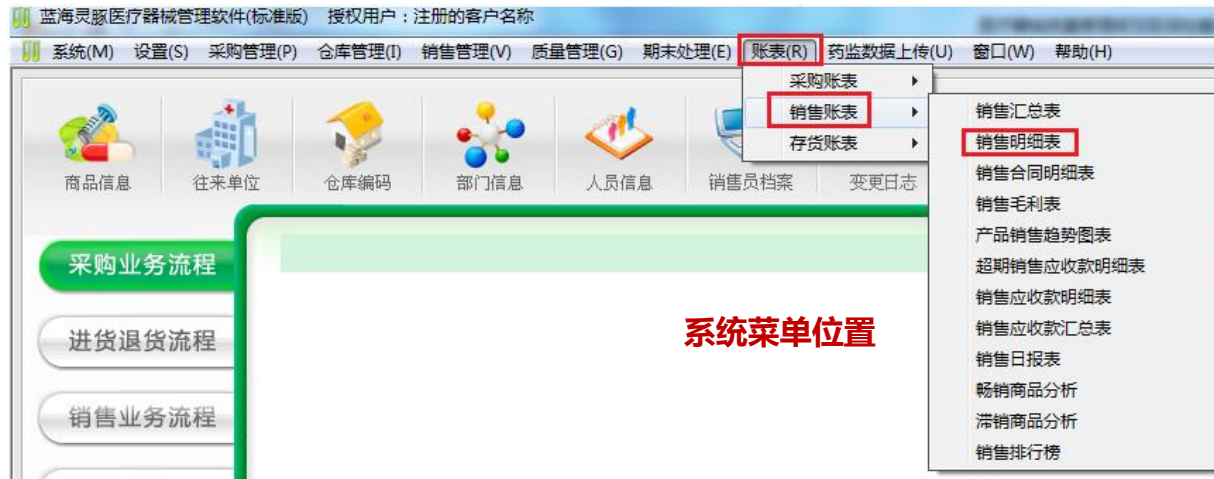 蓝海灵豚医疗器械管理软件(标准版) 授权用户：注册的客户名称
系统(M) 设置(S) 采购管理(P) 仓库管理(I) 销售管理(V) 质量管理(G) 期末处理(E) 账表(R) 药监数据上传(U) 窗口(W) 帮助(H)
采购账表
销售账表
存货账表
销售汇总表
销售明细表
销售合同明细表
销售毛利表
产品销售趋势图表
超期销售应收款明细表
销售应收款明细表
销售应收款汇总表
销售日报表
畅销商品分析
滞销商品分析
销售排行榜
商品信息 往来单位 仓库编码 部门信息 人员信息 销售员档案 变更日志
采购业务流程
进货退货流程
销售业务流程
系统菜单位置